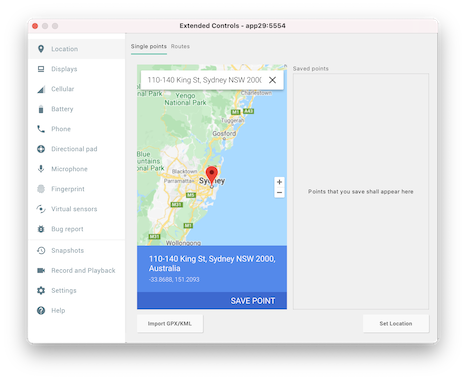 Extended Controls - app29:5554
Location
Displays
Cellular
Battery
Phone
Directional pad
Microphone
Fingerprint
Virtual sensors
Bug report
Snapshots
Record and Playback
Settings
Help
Single points
Routes
110-140 King St, Sydney NSW 2000
Charlestown
Yengo
National Park
Tuggerah
Gosford
Blue
Mountains
National
Park
Blacktown
Parramatta
Sydney
M31
M1
Wollongong
110-140 King St, Sydney NSW 2000,
Australia
-33.8688, 151.2093
SAVE POINT
Saved points
Points that you save shall appear here
Import GPX/KML
Set Location